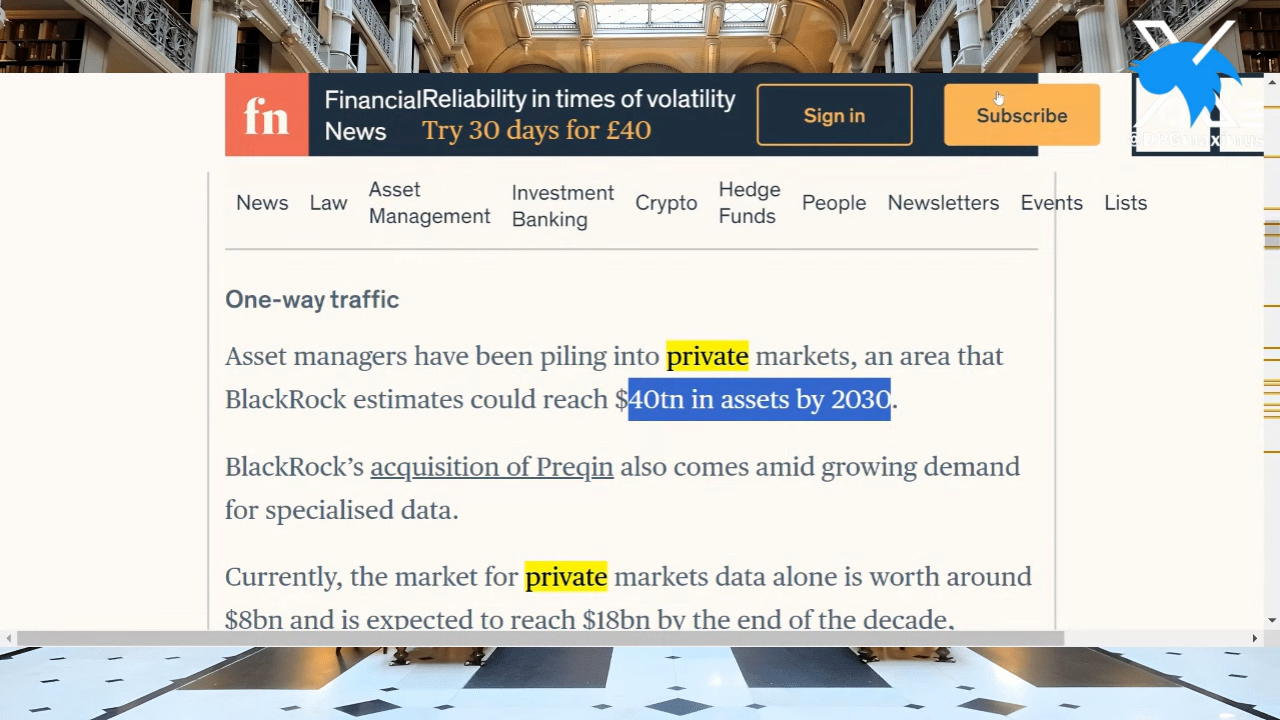 fn
Financial
News
Reliability in times of volatility
Try 30 days for £40
Sign in
Subscribe
News Law Asset Management Investment Banking Crypto Hedge Funds People Newsletters Events Lists
One-way traffic
Asset managers have been piling into private markets, an area that
BlackRock estimates could reach $40tn in assets by 2030.
BlackRock’s acquisition of Preqin also comes amid growing demand
for specialised data.
Currently, the market for private markets data alone is worth around
$8bn and is expected to reach $18bn by the end of the decade,